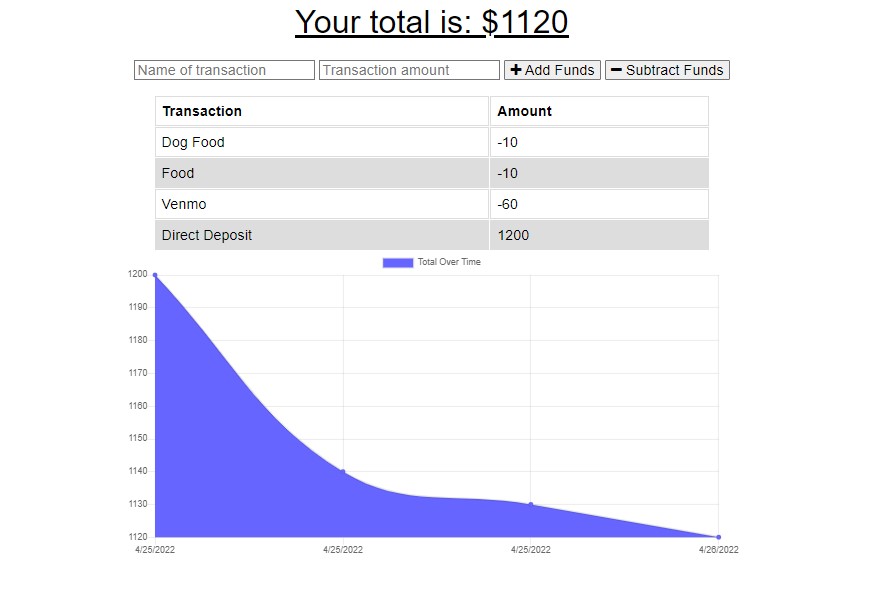 Your total is: $1120
Name of transaction Transaction amount Add Funds Subtract Funds
Transaction Amount
Dog Food -10
Food -10
Venmo -60
Direct Deposit 1200
Total Over Time
1200
1190
1180
1170
1160
1150
1140
1130
1120
4/25/2022 4/25/2022 4/25/2022 4/26/2022